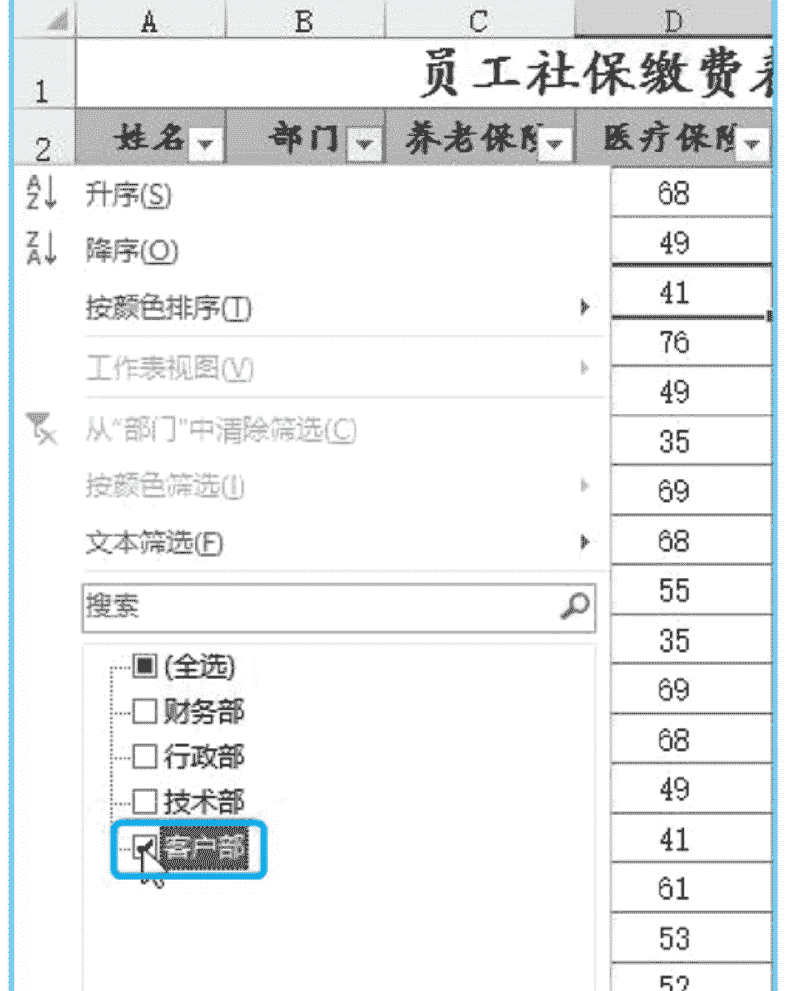 A B C D
1 员工社保缴费表
2 姓名 部门 养老保险 医疗保险
升序(S) 68
降序(O) 49
按颜色排序(T) 41
76
工作表视图(V)
49
从"部门"中清除筛选(C) 35
按颜色筛选(I) 69
文本筛选(F) 68
搜索 55
35
(全选)
69
财务部
68
行政部
49
技术部
41
客户部
61
53
52